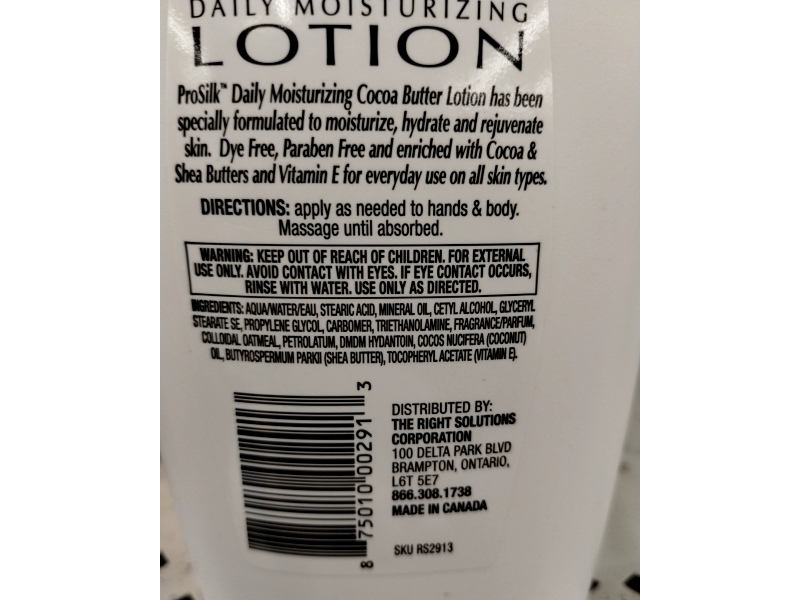 DAILY MOISTURIZING
LOTION
ProSilk™ Daily Moisturizing Cocoa Butter Lotion has been
specially formulated to moisturize, hydrate and rejuvenate
skin. Dye Free, Paraben Free and enriched with Cocoa &
Shea Butters and Vitamin E for everyday use on all skin types.
DIRECTIONS: apply as needed to hands & body.
Massage until absorbed.
WARNING: KEEP OUT OF REACH OF CHILDREN. FOR EXTERNAL
USE ONLY. AVOID CONTACT WITH EYES. IF EYE CONTACT OCCURS,
RINSE WITH WATER. USE ONLY AS DIRECTED.
INGREDIENTS: AQUA/WATER/EAU, STEARIC ACID, MINERAL OIL, CETYL ALCOHOL, GLYCERYL
STEARATE SE, PROPYLENE GLYCOL, CARBOMER, TRIETHANOLAMINE, FRAGRANCE/PARFUM,
COLLOIDAL OATMEAL, PETROLATUM, DMDM HYDANTOIN, COCOS NUCIFERA (COCONUT)
OIL, BUTYROSPERMUM PARKII (SHEA BUTTER), TOCOPHERYL ACETATE (VITAMIN E).
8 75010 00291 3
DISTRIBUTED BY:
THE RIGHT SOLUTIONS
CORPORATION
100 DELTA PARK BLVD
BRAMPTON, ONTARIO,
L6T 5E7
866.308.1738
MADE IN CANADA
SKU RS2913